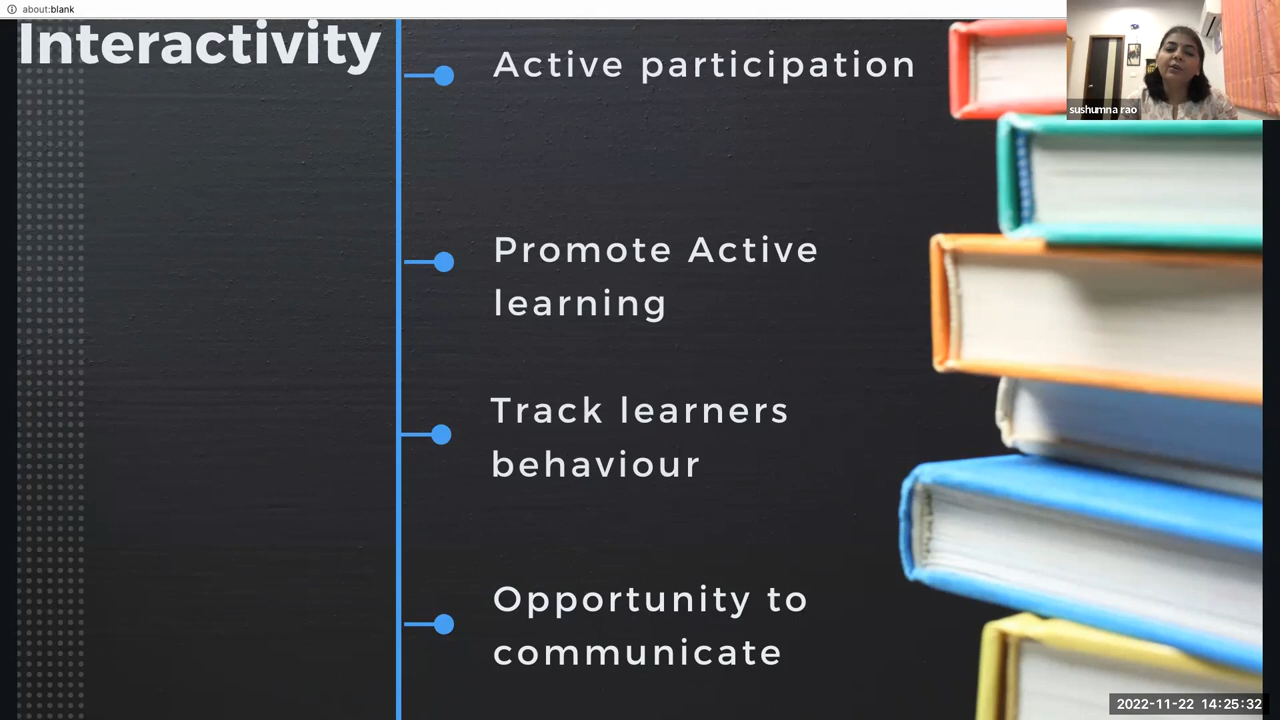 about:blank
Interactivity
Active participation
sushumna rao
Promote Active
learning
Track learners
behaviour
Opportunity to
communicate
2022-11-22 14:25:32